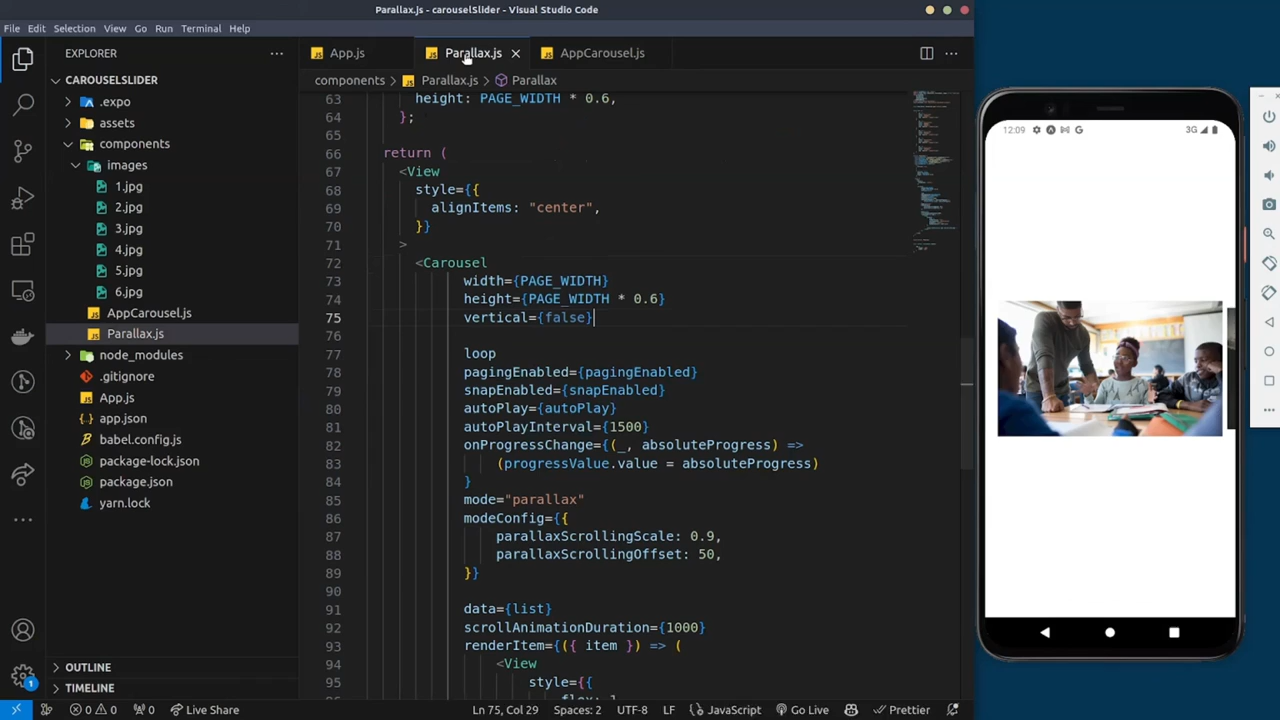 Parallax.js - carouselSlider - Visual Studio Code
File Edit Selection View Go Run Terminal Help
EXPLORER
CAROUSELSLIDER
.expo
assets
components
images
1.jpg
2.jpg
3.jpg
4.jpg
5.jpg
6.jpg
AppCarousel.js
Parallax.js
node_modules
.gitignore
App.js
app.json
babel.config.js
package-lock.json
package.json
yarn.lock
OUTLINE
TIMELINE
App.js Parallax.js AppCarousel.js
components > Parallax.js > Parallax
63 height: PAGE_WIDTH * 0.6,
64 };
65
66 return (
67 <View
68 style={{
69 alignItems: "center",
70 }}
71 >
72 <Carousel
73 width={PAGE_WIDTH}
74 height={PAGE_WIDTH * 0.6}
75 vertical={false}
76
77 loop
78 pagingEnabled={pagingEnabled}
79 snapEnabled={snapEnabled}
80 autoPlay={autoPlay}
81 autoPlayInterval={1500}
82 onProgressChange={(_, absoluteProgress) =>
83 (progressValue.value = absoluteProgress)
84 }
85 mode="parallax"
86 modeConfig={{
87 parallaxScrollingScale: 0.9,
88 parallaxScrollingOffset: 50,
89 }}
90
91 data={list}
92 scrollAnimationDuration={1000}
93 renderItem={({ item }) => (
94 <View
95 style={{
12:09 3G
1
0 0 0 Live Share Ln 75, Col 29 Spaces: 2 UTF-8 LF JavaScript Go Live Prettier